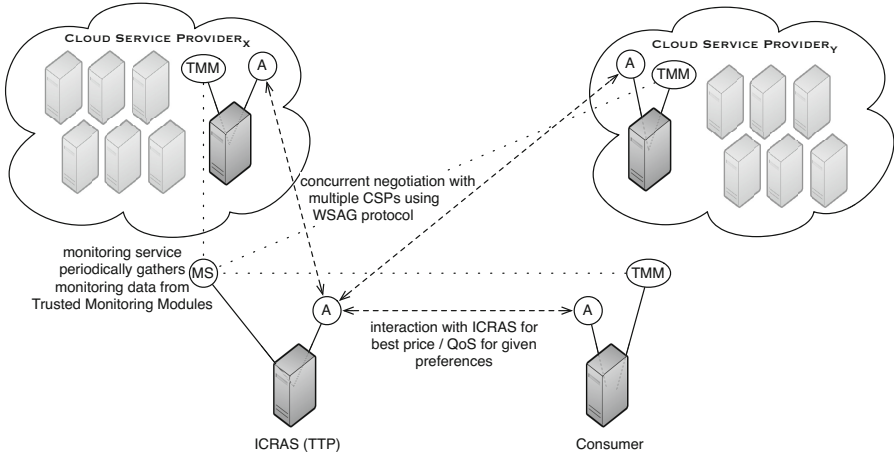 CLOUD SERVICE PROVIDERX
TMM
A
CLOUD SERVICE PROVIDERY
A
TMM
concurrent negotiation with
multiple CSPs using
WSAG protocol
monitoring service
periodically gathers
monitoring data from
Trusted Monitoring Modules
MS
TMM
A
A
interaction with ICRAS for
best price / QoS for given
preferences
ICRAS (TTP)
Consumer